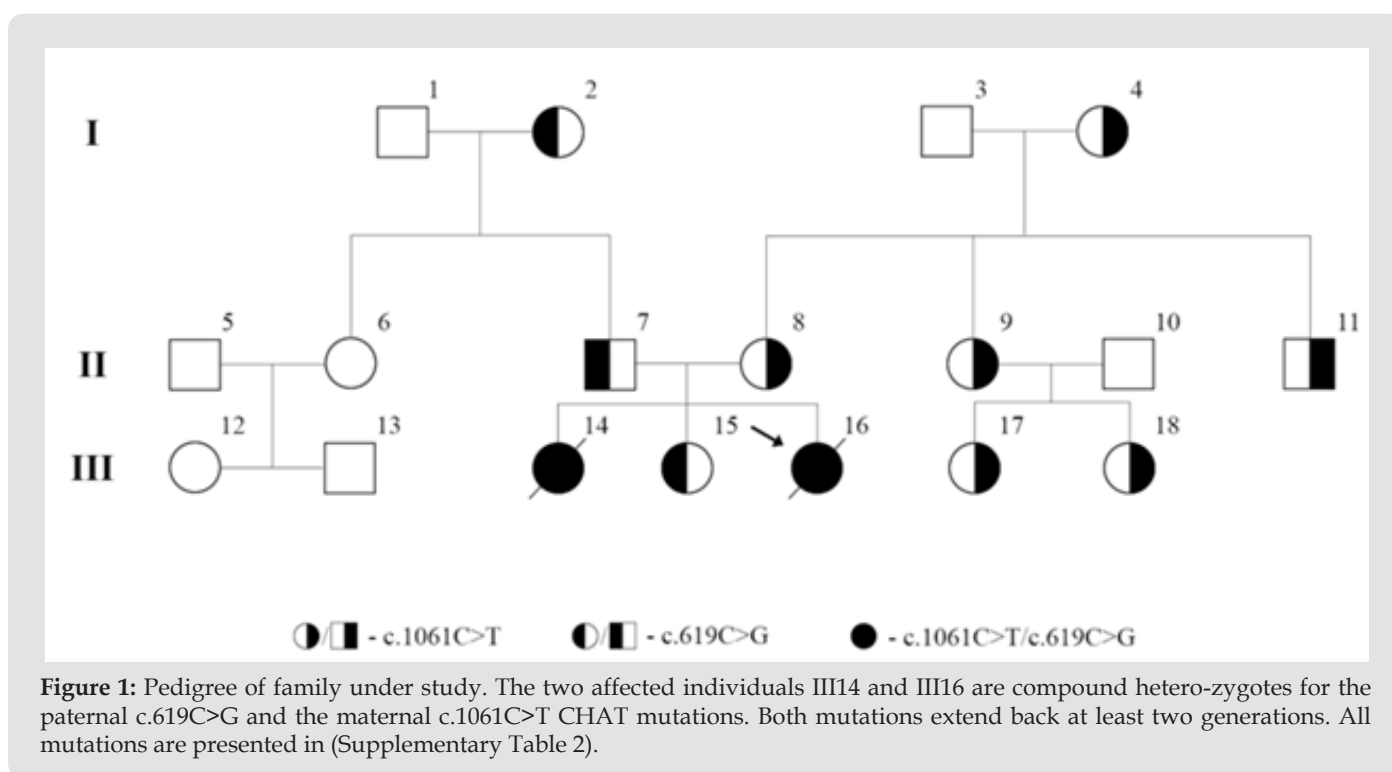 1 2 3 4
I
5 6 7 8 9 10 11
II
12 13 14 15 16 17 18
III
/ - c.1061C>T / - c.619C>G - c.1061C>T/c.619C>G
Figure 1: Pedigree of family under study. The two affected individuals III14 and III16 are compound hetero-zygotes for the
paternal c.619C>G and the maternal c.1061C>T CHAT mutations. Both mutations extend back at least two generations. All
mutations are presented in (Supplementary Table 2).